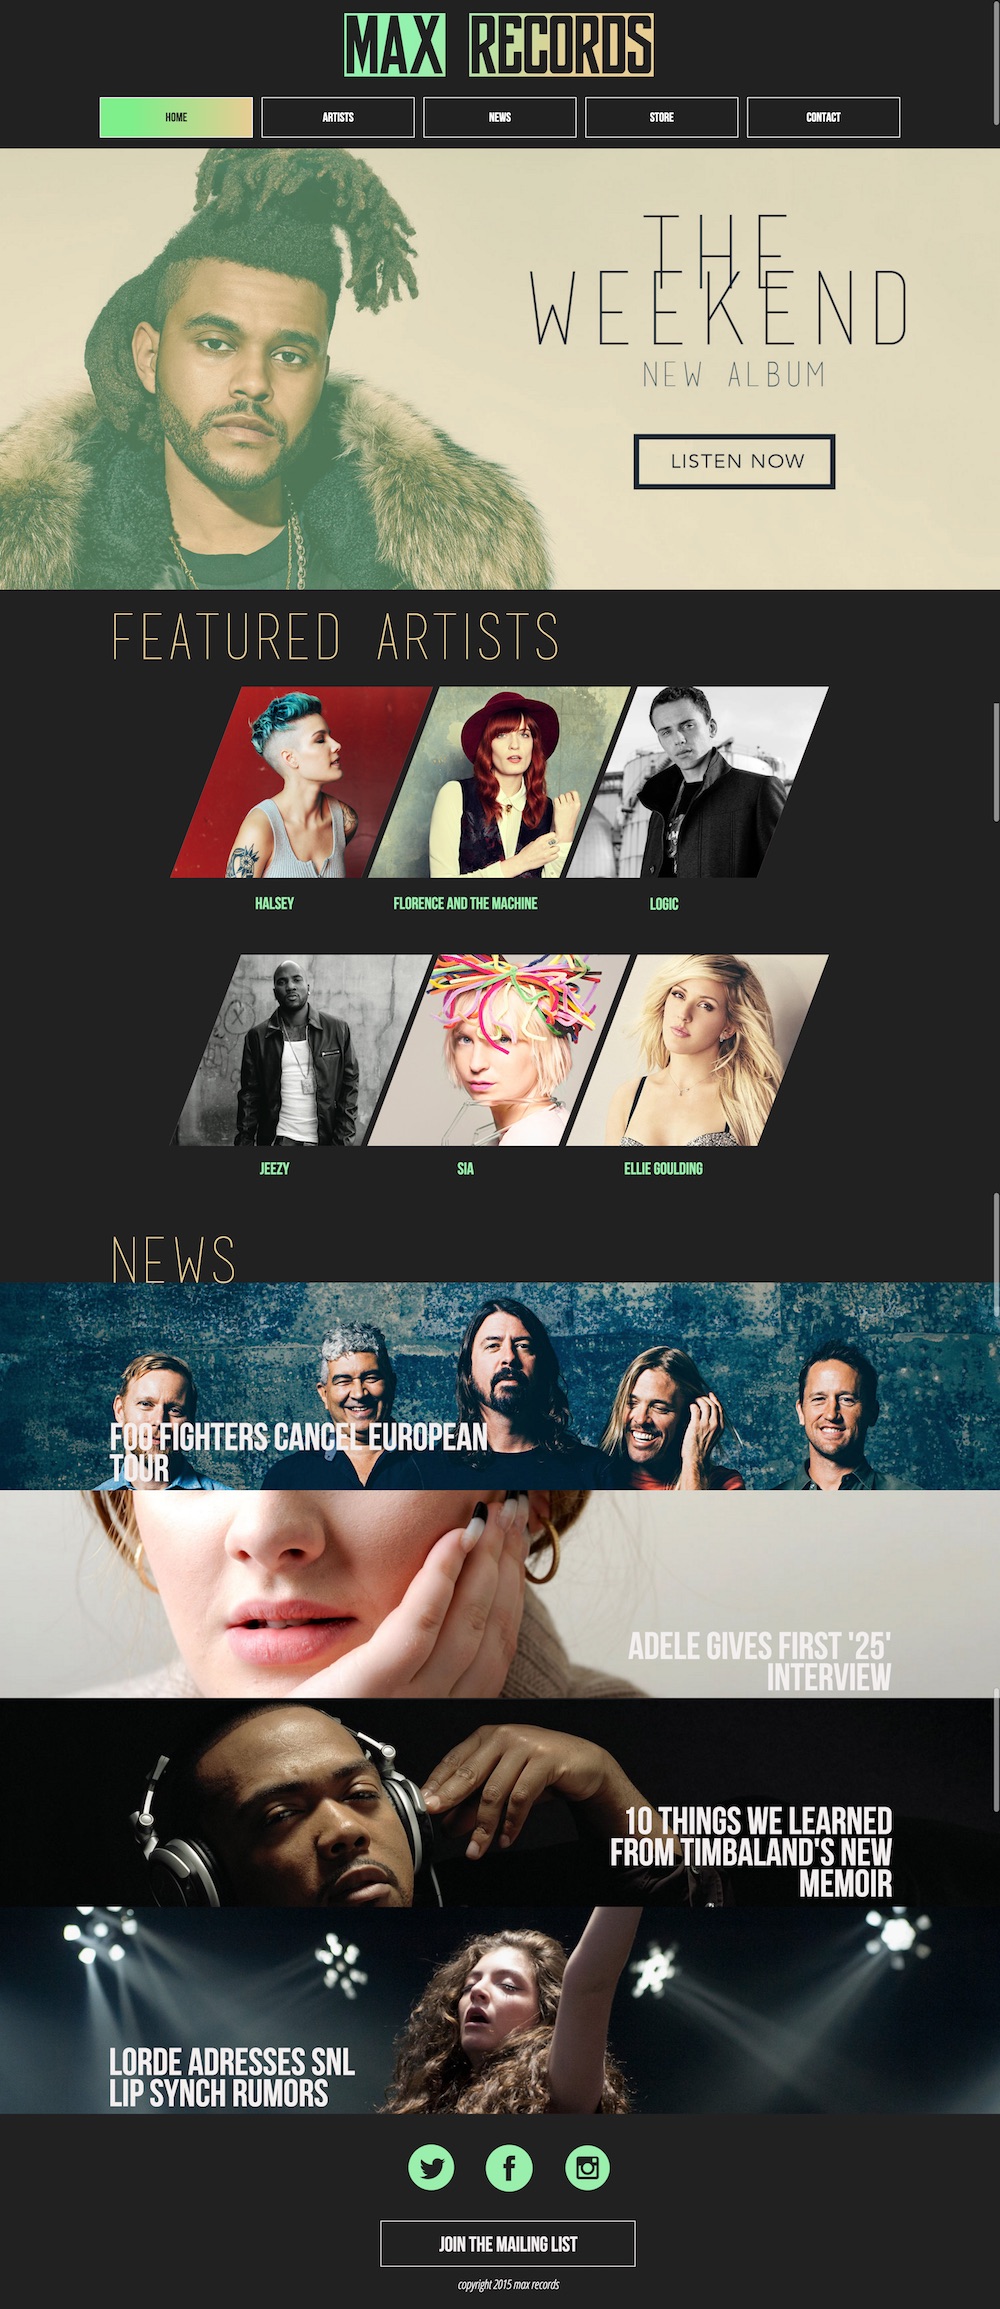 MAX RECORDS
HOME ARTISTS NEWS STORE CONTACT
THE
WEEKEND
NEW ALBUM
LISTEN NOW
FEATURED ARTISTS
HALSEY FLORENCE AND THE MACHINE LOGIC
JEEZY SIA ELLIE GOULDING
NEWS
FOO FIGHTERS CANCEL EUROPEAN
TOUR
ADELE GIVES FIRST '25'
INTERVIEW
10 THINGS WE LEARNED
FROM TIMBALAND'S NEW
MEMOIR
LORDE ADRESSES SNL
LIP SYNCH RUMORS
JOIN THE MAILING LIST
copyright 2015 max records